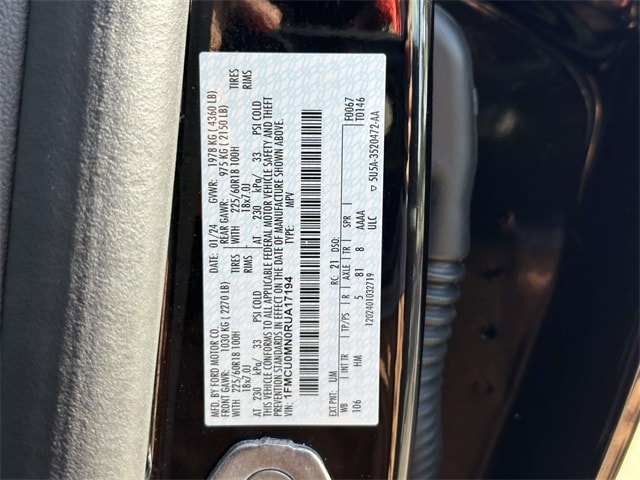 MFD. BY FORD MOTOR CO. 01/24 GVWR: 1978 KG ( 4360 LB)
FRONT GAWR: 1030 KG ( 2270 LB) REAR GAWR: 975 KG ( 2150 LB)
WITH 225/60R18 100H TIRES WITH 225/60R18 100H TIRES
18x7.0J RIMS 18x7.0J RIMS
AT 230 kPa/ 33 PSI COLD AT 230 kPa/ 33 PSI COLD
THIS VEHICLE CONFORMS TO ALL APPLICABLE FEDERAL MOTOR VEHICLE SAFETY AND THEFT
PREVENTION STANDARDS IN EFFECT ON THE DATE OF MANUFACTURE SHOWN ABOVE.
VIN: 1FMCU0MN0RUA17194 TYPE: MPV
F0067
T0146
EXT PNT: UM RC: 21 DSO:
WB INT TR TP/PS R AXLE TR SPR
106 HM 5 81 8 AAAA
ULC
1202401032719
▽ 5U5A-3520472-AA